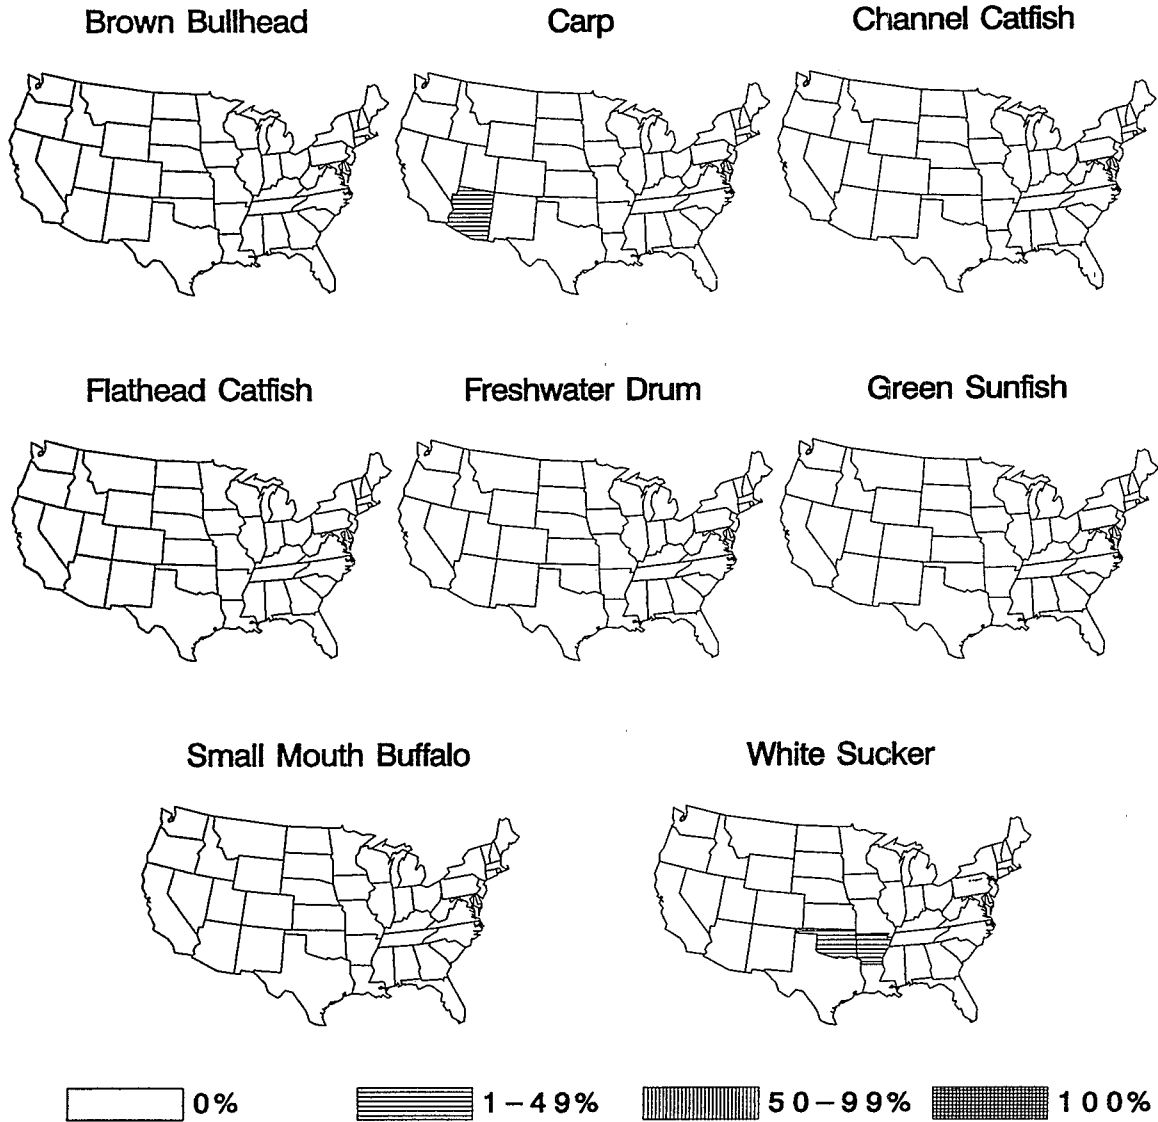 Brown Bullhead Carp Channel Catfish
Flathead Catfish Freshwater Drum Green Sunfish
Small Mouth Buffalo White Sucker
0% 1-49% 50-99% 100%